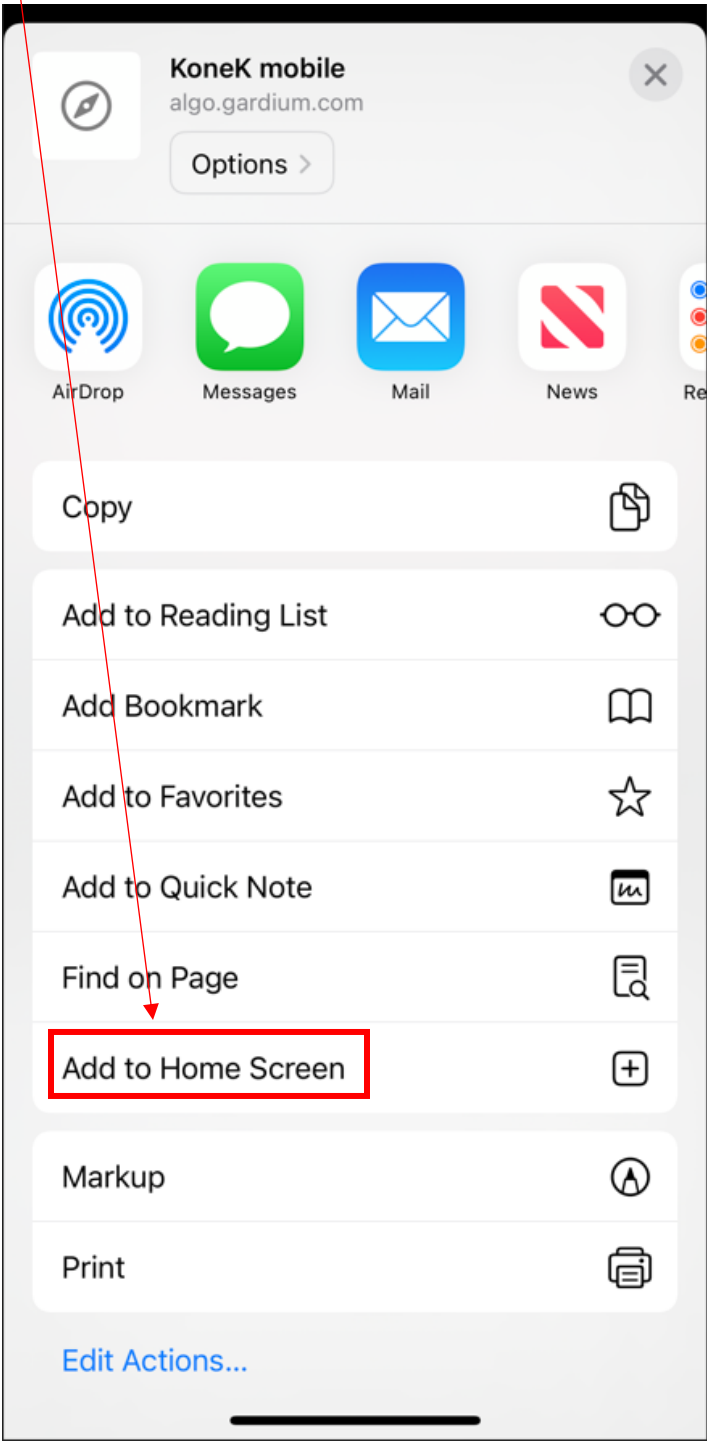 KoneK mobile
algo.gardium.com
Options
AirDrop Messages Mail News Re
Copy
Add to Reading List
Add Bookmark
Add to Favorites
Add to Quick Note
Find on Page
Add to Home Screen
Markup
Print
Edit Actions...